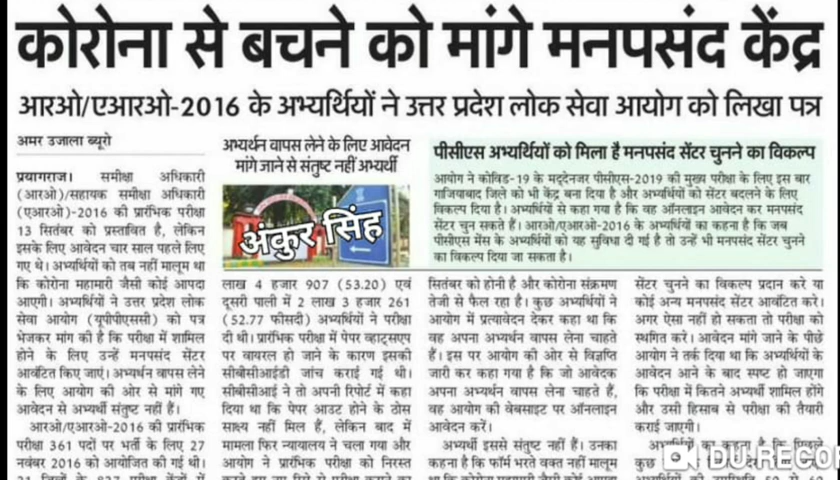 कोरोना से बचने को मांगे मनपसंद केंद्र
आरओ/एआरओ-2016 के अभ्यर्थियों ने उत्तर प्रदेश लोक सेवा आयोग को लिखा पत्र
अमर उजाला ब्यूरो
प्रयागराज। समीक्षा अधिकारी
(आरओ)/सहायक समीक्षा अधिकारी
(एआरओ)-2016 की प्रारंभिक परीक्षा
13 सितंबर को प्रस्तावित है, लेकिन
इसके लिए आवेदन चार साल पहले लिए
गए थे। अभ्यर्थियों को तब नहीं मालूम था
कि कोरोना महामारी जैसी कोई आपदा
आएगी। अभ्यर्थियों ने उत्तर प्रदेश लोक
सेवा आयोग (यूपीपीएससी) को पत्र
भेजकर मांग की है कि परीक्षा में शामिल
होने के लिए उन्हें मनपसंद सेंटर
आवंटित किए जाएं। अभ्यर्थन वापस लेने
के लिए आयोग की ओर से मांगे गए
आवेदन से अभ्यर्थी संतुष्ट नहीं हैं।
आरओ/एआरओ-2016 की प्रारंभिक
परीक्षा 361 पदों पर भर्ती के लिए 27
नवंबर 2016 को आयोजित की गई थी।
अभ्यर्थन वापस लेने के लिए आवेदन
मांगे जाने से संतुष्ट नहीं अभ्यर्थी
अंकुर सिंह
लाख 4 हजार 907 (53.20) एवं
दूसरी पाली में 2 लाख 3 हजार 261
(52.77 फीसदी) अभ्यर्थियों ने परीक्षा
दी थी। प्रारंभिक परीक्षा में पेपर व्हाट्सएप
पर वायरल हो जाने के कारण इसकी
सीबीसीआईडी जांच कराई गई थी।
सीबीसीआई ने तो अपनी रिपोर्ट में कहा
दिया था कि पेपर आउट होने के ठोस
साक्ष्य नहीं मिल हैं, लेकिन बाद में
मामला फिर न्यायालय ने चला गया और
आयोग ने प्रारंभिक परीक्षा को निरस्त
पीसीएस अभ्यर्थियों को मिला है मनपसंद सेंटर चुनने का विकल्प
आयोग ने कोविड-19 के मद्देनजर पीसीएस-2019 की मुख्य परीक्षा के लिए इस बार
गाजियाबाद जिले को भी केंद्र बना दिया है और अभ्यर्थियों को सेंटर बदलने के लिए
विकल्प दिया है। अभ्यर्थियों से कहा गया है कि वह ऑनलाइन आवेदन कर मनपसंद
सेंटर चुन सकते हैं। आरओ/एआरओ-2016 के अभ्यर्थियों का कहना है कि जब
पीसीएस मेंस के अभ्यर्थियों को यह सुविधा दी गई है तो उन्हें भी मनपसंद सेंटर चुनने
का विकल्प दिया जा सकता है।
सितंबर को होनी है और कोरोना संक्रमण
तेजी से फैल रहा है। कुछ अभ्यर्थियों ने
आयोग में प्रत्यावेदन देकर कहा था कि
वह अपना अभ्यर्थन वापस लेना चाहते
हैं। इस पर आयोग की ओर से विज्ञप्ति
जारी कर कहा गया है कि जो आवेदक
अपना अभ्यर्थन वापस लेना चाहते हैं,
वह आयोग की वेबसाइट पर ऑनलाइन
आवेदन करें।
अभ्यर्थी इससे संतुष्ट नहीं हैं। उनका
कहना है कि फॉर्म भरते वक्त नहीं मालूम
सेंटर चुनने का विकल्प प्रदान करे या
कोई अन्य मनपसंद सेंटर आवंटित करे।
अगर ऐसा नहीं हो सकता तो परीक्षा को
स्थगित करें। आवेदन मांगे जाने के पीछे
आयोग ने तर्क दिया था कि अभ्यर्थियों के
आवेदन आने के बाद स्पष्ट हो जाएगा
कि परीक्षा में कितने अभ्यर्थी शामिल होंगे
और उसी हिसाब से परीक्षा की तैयारी
कराई जाएगी।
अभ्यर्थियों का कहना है कि पिछले
कुछ
DU RECOR